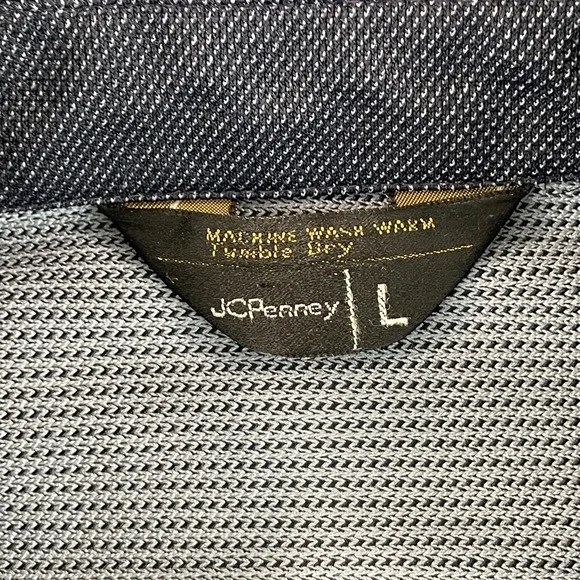 MACHINE WASH WARM
Tumble Dry
JCPenney L